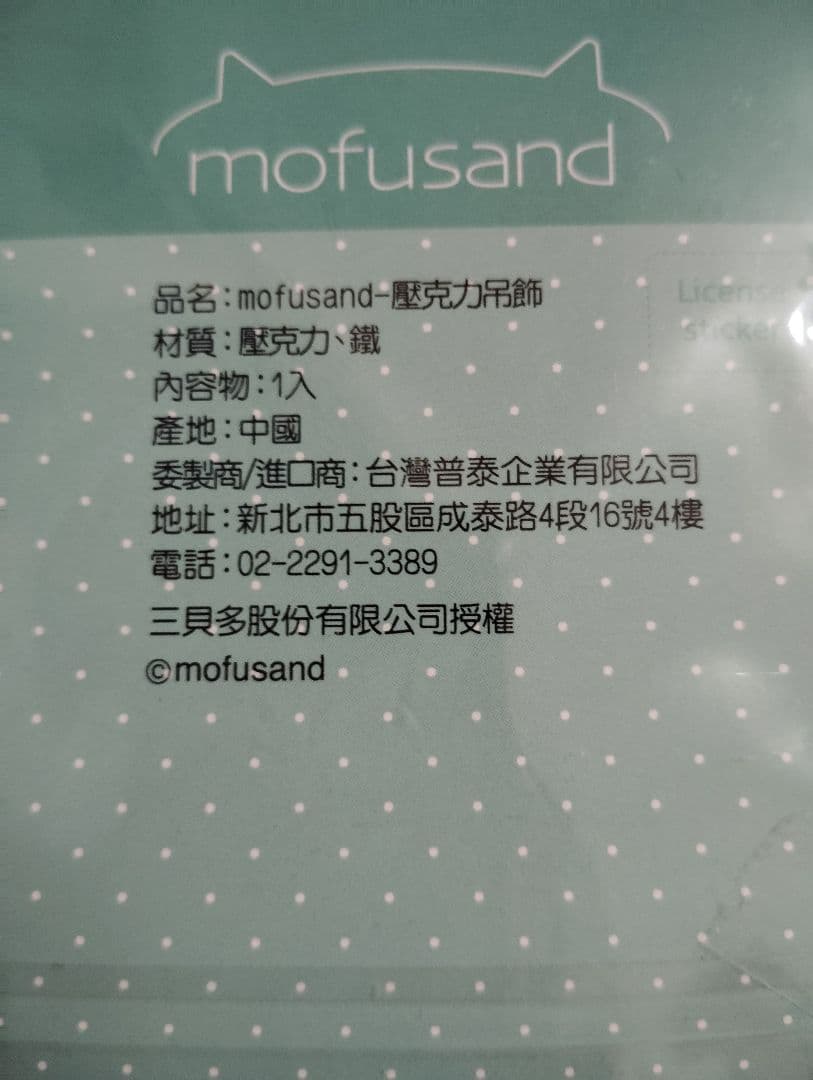 mofusand
品名:mofusand-壓克力吊飾
License
sticker
材質:壓克力、鐵
內容物:1入
產地:中國
委製商/進口商:台灣普泰企業有限公司
地址:新北市五股區成泰路4段16號4樓
電話:02-2291-3389
三貝多股份有限公司授權
©mofusand